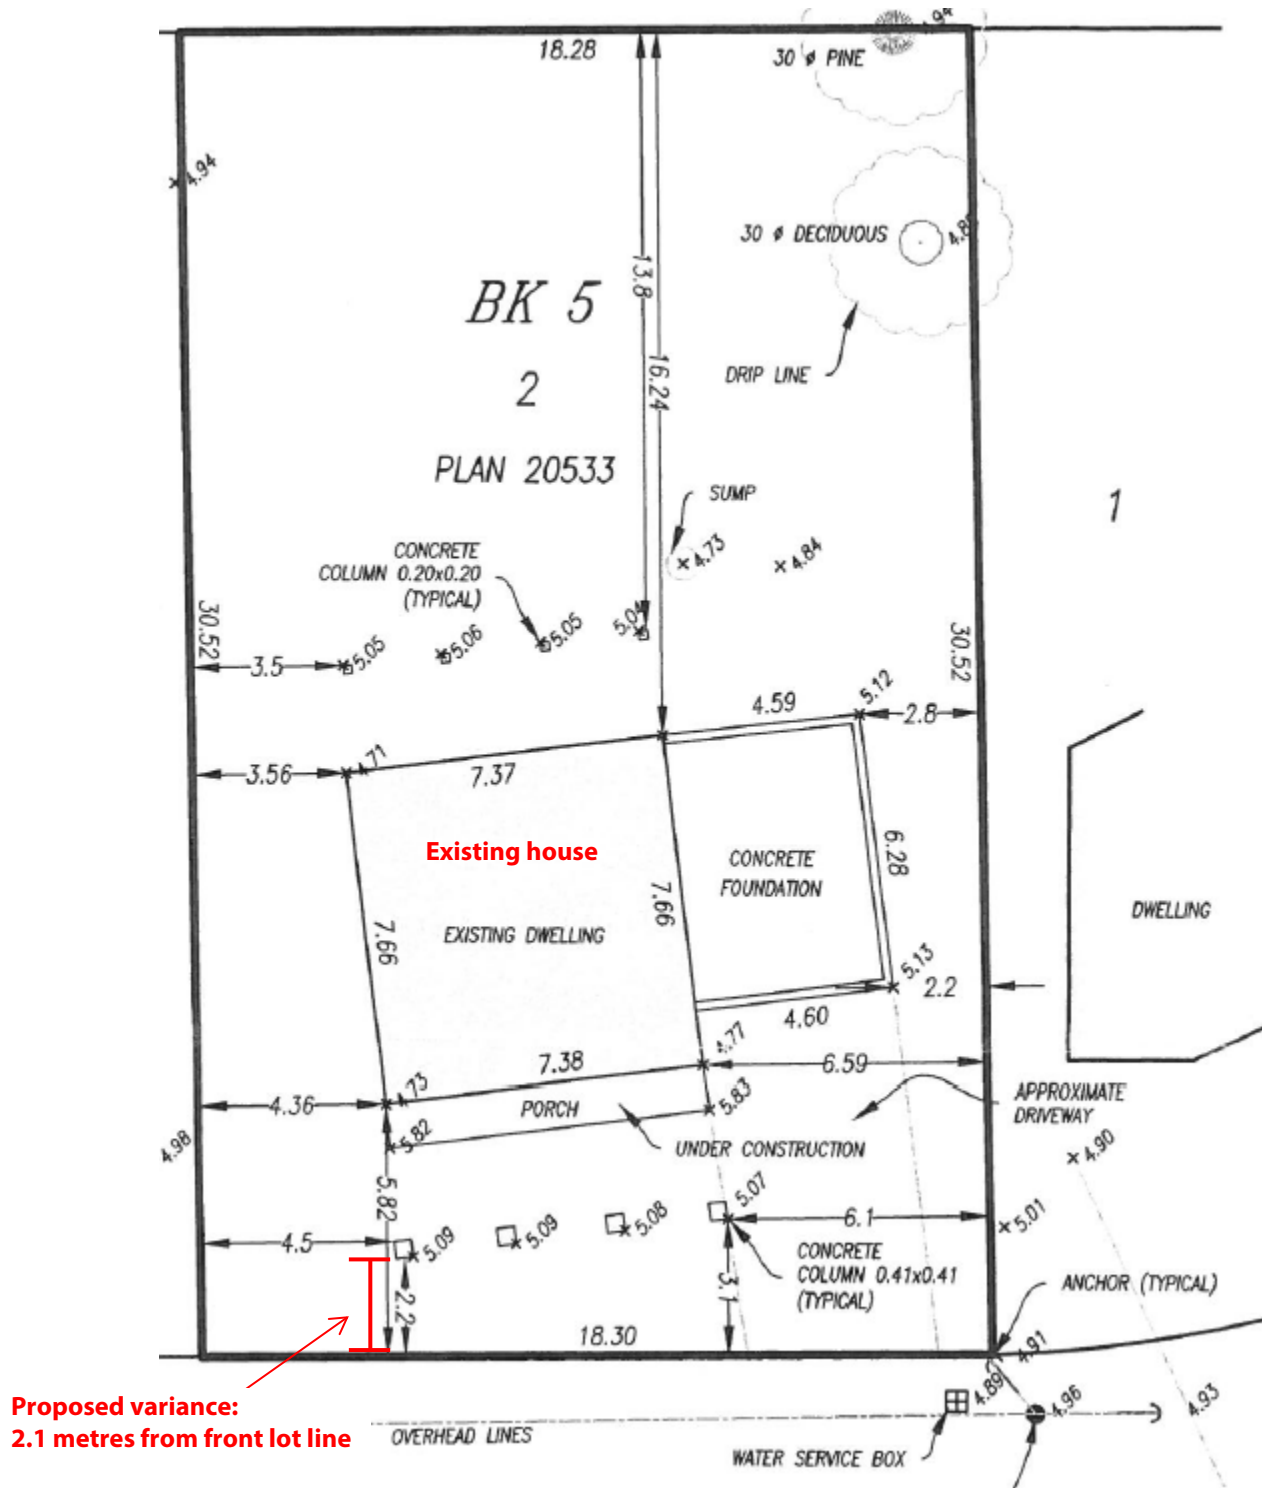 4.94
18.28
30 ø PINE
4.94
30 ø DECIDUOUS
13.8
BK 5
16.24
2
DRIP LINE
PLAN 20533
SUMP
1
4.73
4.84
CONCRETE
COLUMN 0.20x0.20
(TYPICAL)
30.52
5.05
5.06
5.05
5.04
30.52
3.5
5.12
4.59
2.8
3.56
4.71
7.37
Existing house
CONCRETE
FOUNDATION
6.28
7.66
7.66
EXISTING DWELLING
DWELLING
5.13
2.2
4.60
4.77
7.38
6.59
4.73
4.36
PORCH
5.83
APPROXIMATE
DRIVEWAY
4.98
5.82
UNDER CONSTRUCTION
4.90
5.82
5.07
4.5
5.09
5.09
5.08
6.1
5.01
CONCRETE
COLUMN 0.41x0.41
(TYPICAL)
2.2
3.1
ANCHOR (TYPICAL)
18.30
4.91
4.89
4.96
4.93
Proposed variance:
2.1 metres from front lot line
OVERHEAD LINES
WATER SERVICE BOX